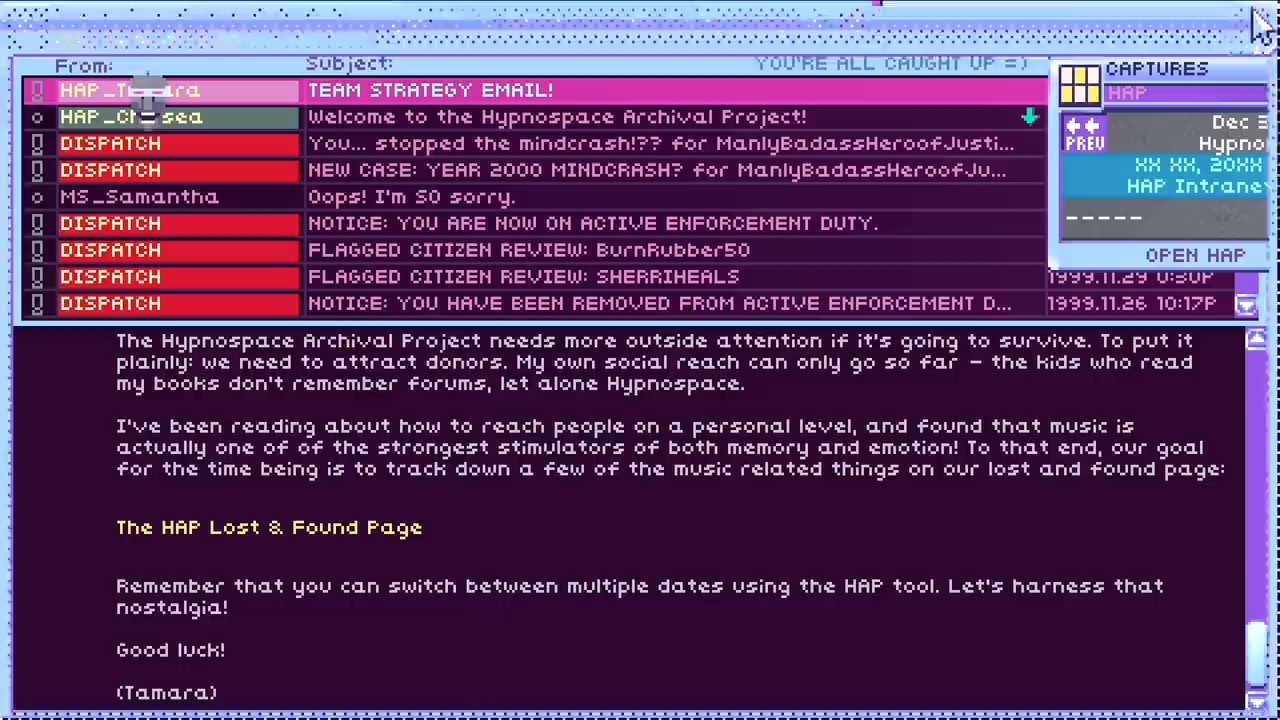 From: Subject: YOU'RE ALL CAUGHT UP =)
TEAM STRATEGY EMAIL!
Welcome to the Hypnospace Archival Project!
DISPATCH You... stopped the mindcrash!?? for ManlyBadassHeroofJusti...
DISPATCH NEW CASE: YEAR 2000 MINDCRASH? for ManlyBadassHeroofJu...
MS_Samantha Oops! I'm SO sorry.
DISPATCH NOTICE: YOU ARE NOW ON ACTIVE ENFORCEMENT DUTY.
DISPATCH FLAGGED CITIZEN REVIEW: BurnRubber50
DISPATCH FLAGGED CITIZEN REVIEW: SHERRIHEALS 1999.11.29 0:30P
DISPATCH NOTICE: YOU HAVE BEEN REMOVED FROM ACTIVE ENFORCEMENT D... 1999.11.26 10:17P
CAPTURES
HAP
PREV
Dec
Hypno
XX XX, 20XX
HAP Intrane
-----
OPEN HAP
The Hypnospace Archival Project needs more outside attention if it's going to survive. To put it
plainly: we need to attract donors. My own social reach can only go so far - the kids who read
my books don't remember forums, let alone Hypnospace.
I've been reading about how to reach people on a personal level, and found that music is
actually one of of the strongest stimulators of both memory and emotion! To that end, our goal
for the time being is to track down a few of the music related things on our lost and found page:
The HAP Lost & Found Page
Remember that you can switch between multiple dates using the HAP tool. Let's harness that
nostalgia!
Good luck!
(Tamara)